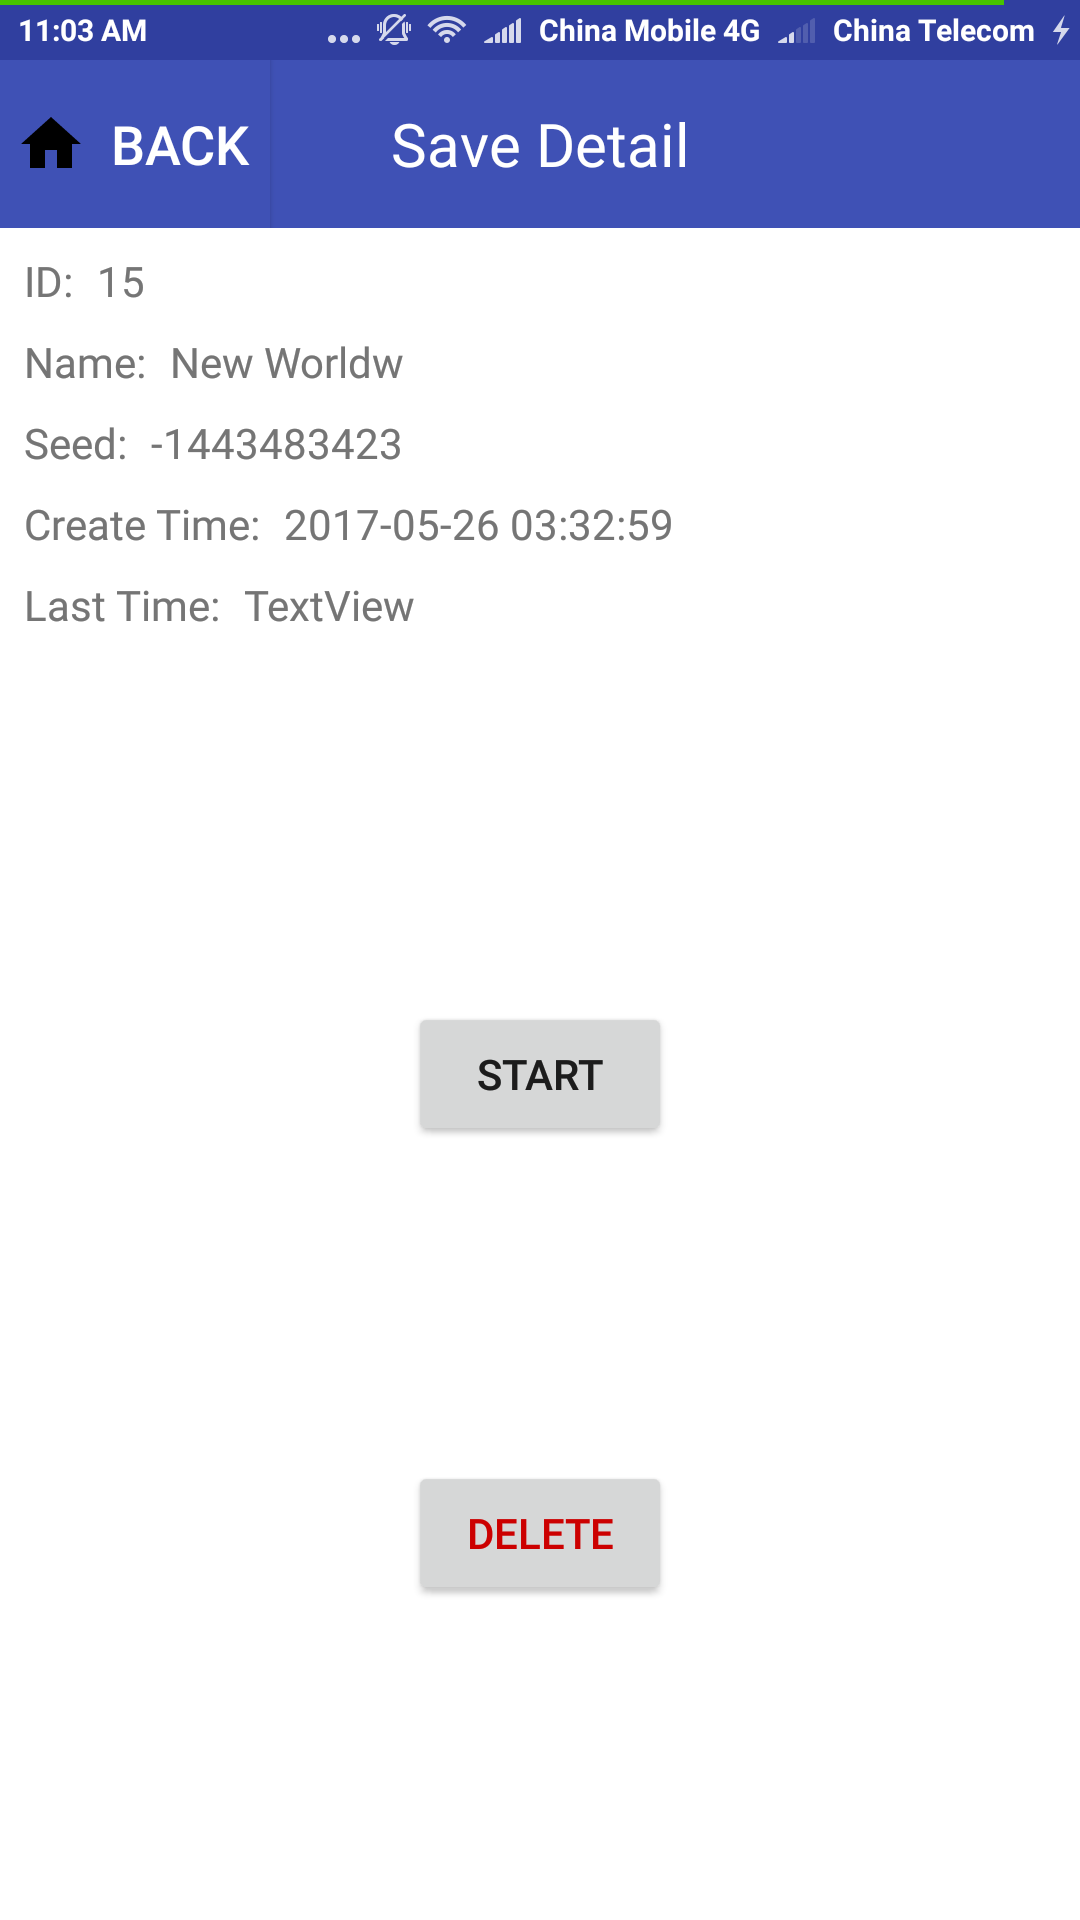 11:03 AM ... China Mobile 4G China Telecom
BACK Save Detail
ID: 15
Name: New Worldw
Seed: -1443483423
Create Time: 2017-05-26 03:32:59
Last Time: TextView
START
DELETE